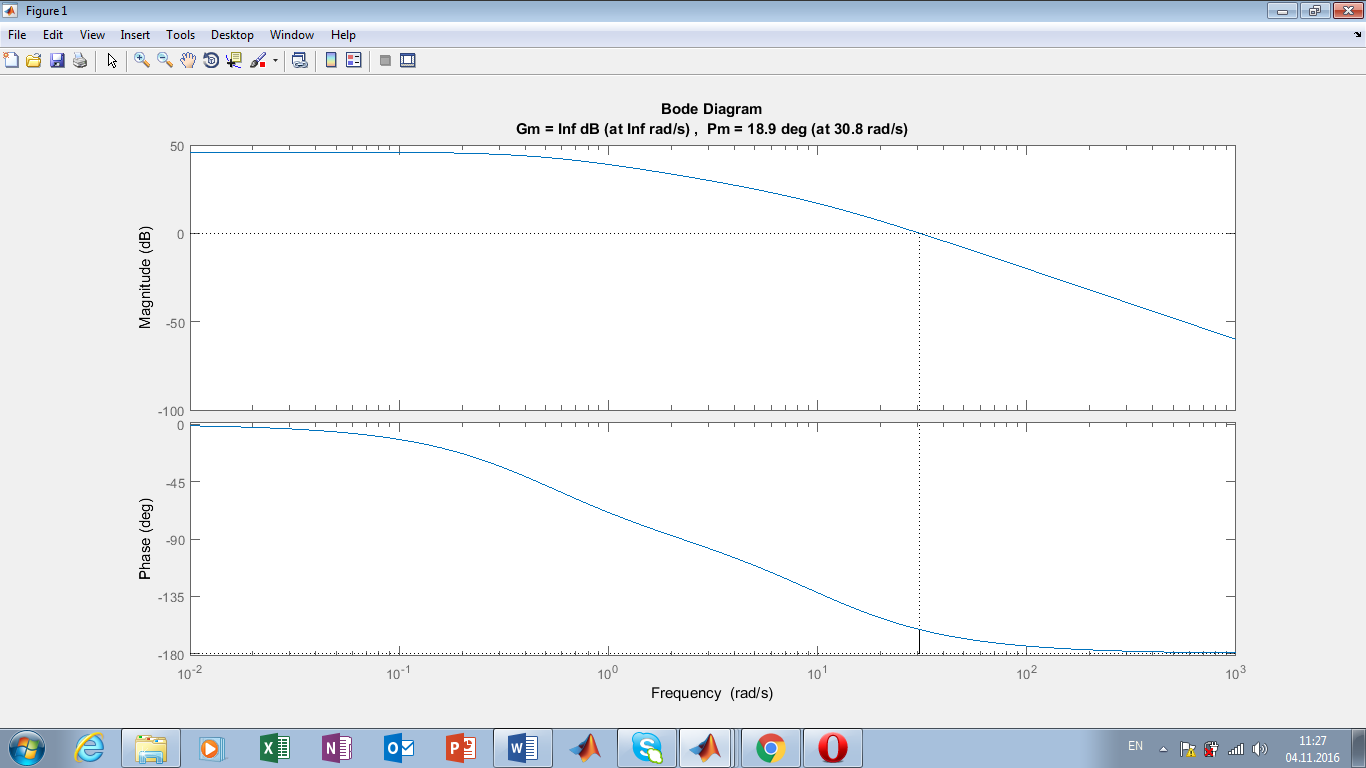 Figure 1
File Edit View Insert Tools Desktop Window Help
Bode Diagram
Gm = Inf dB (at Inf rad/s) , Pm = 18.9 deg (at 30.8 rad/s)
50
0
-50
-100
Magnitude (dB)
0
-45
-90
-135
-180
Phase (deg)
10^-2 10^-1 10^0 10^1 10^2 10^3
Frequency (rad/s)
EN
11:27
04.11.2016